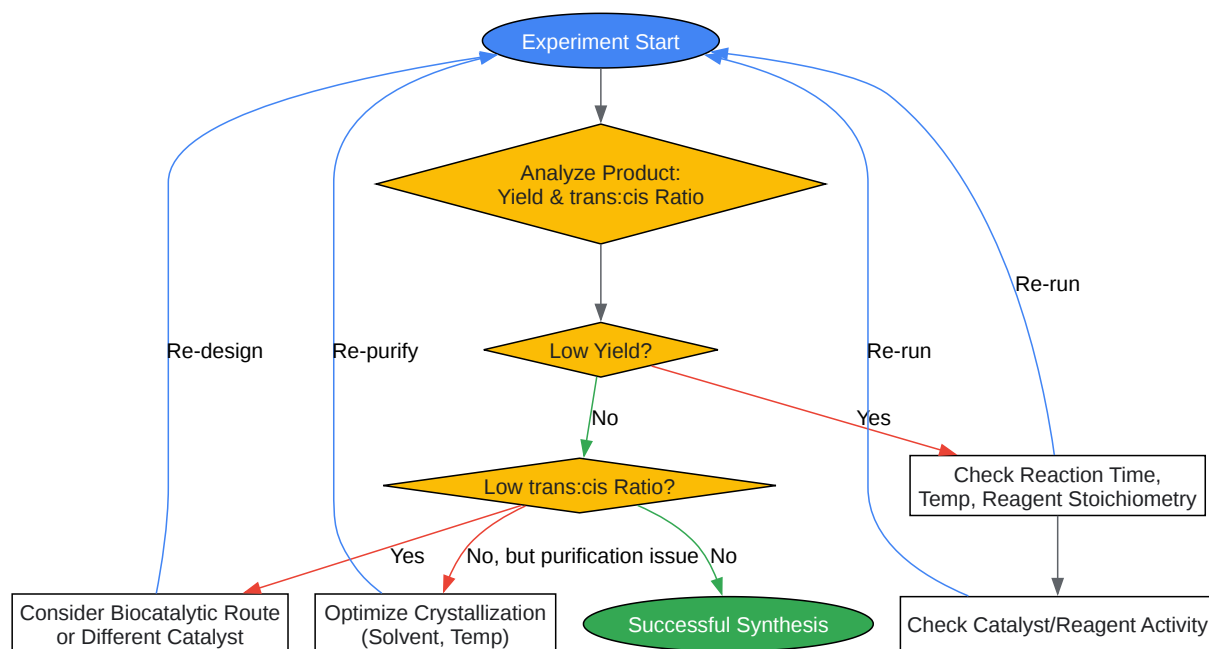 Experiment Start
Analyze Product:
Yield & trans:cis Ratio
Re-run
Low Yield?
Re-design
Re-purify
Re-run
No
Yes
Low trans:cis Ratio?
Check Reaction Time,
Temp, Reagent Stoichiometry
Yes
No, but purification issue
No
Consider Biocatalytic Route
or Different Catalyst
Optimize Crystallization
(Solvent, Temp)
Successful Synthesis
Check Catalyst/Reagent Activity